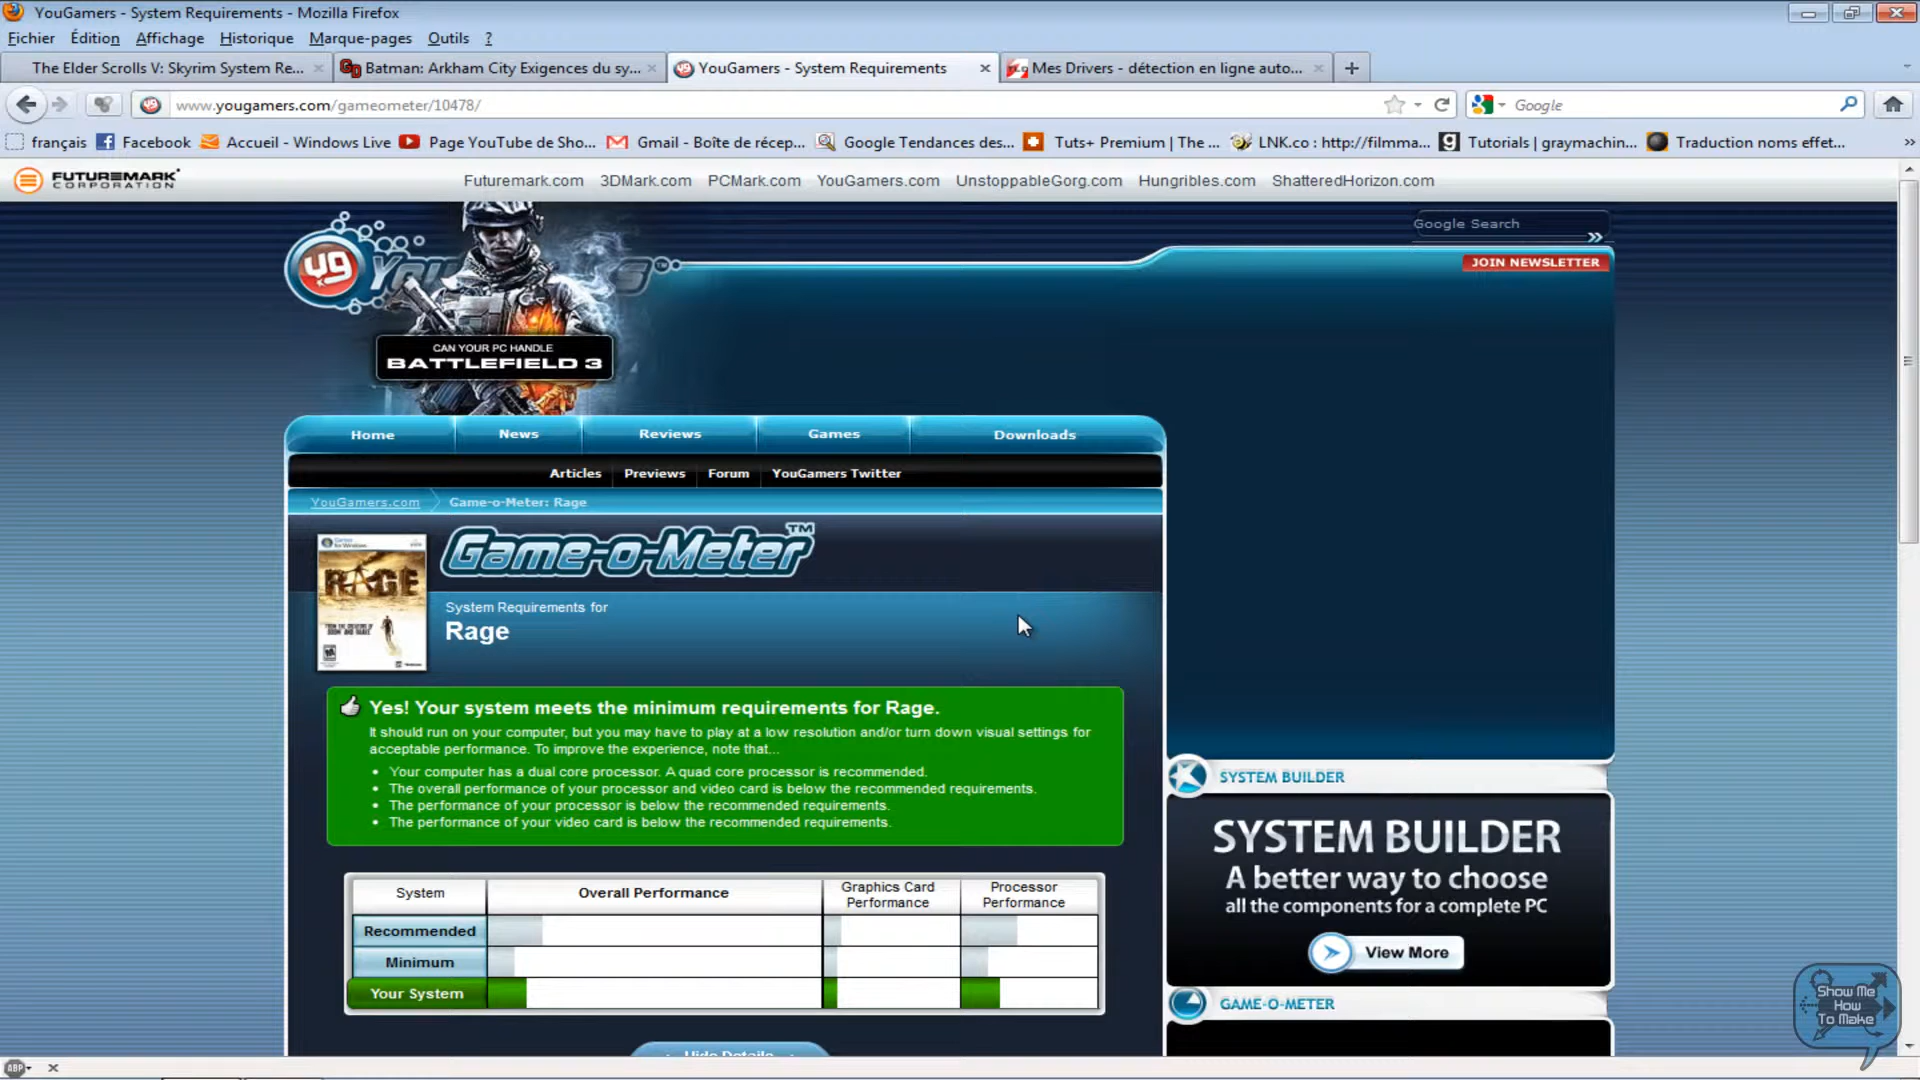 YouGamers - System Requirements - Mozilla Firefox
Fichier Édition Affichage Historique Marque-pages Outils ?
The Elder Scrolls V: Skyrim System Re...
Batman: Arkham City Exigences du sy...
YouGamers - System Requirements
Mes Drivers - détection en ligne auto...
www.yougamers.com/gameometer/10478/
Google
français Facebook Accueil - Windows Live Page YouTube de Sho... Gmail - Boîte de récep... Google Tendances des... Tuts+ Premium | The ... LNK.co : http://filmma... Tutorials | graymachin... Traduction noms effet...
FUTUREMARK CORPORATION
Futuremark.com 3DMark.com PCMark.com YouGamers.com UnstoppableGorg.com Hungribles.com ShatteredHorizon.com
Google Search
JOIN NEWSLETTER
CAN YOUR PC HANDLE
BATTLEFIELD 3
Home News Reviews Games Downloads
Articles Previews Forum YouGamers Twitter
YouGamers.com Game-o-Meter: Rage
Game-o-Meter™
RAGE
System Requirements for
Rage
Yes! Your system meets the minimum requirements for Rage.
It should run on your computer, but you may have to play at a low resolution and/or turn down visual settings for
acceptable performance. To improve the experience, note that...
• Your computer has a dual core processor. A quad core processor is recommended.
• The overall performance of your processor and video card is below the recommended requirements.
• The performance of your processor is below the recommended requirements.
• The performance of your video card is below the recommended requirements.
System Overall Performance Graphics Card Performance Processor Performance
Recommended
Minimum
Your System
Hide Details
SYSTEM BUILDER
SYSTEM BUILDER
A better way to choose
all the components for a complete PC
View More
GAME-O-METER
Show Me
How
To Make
ABP